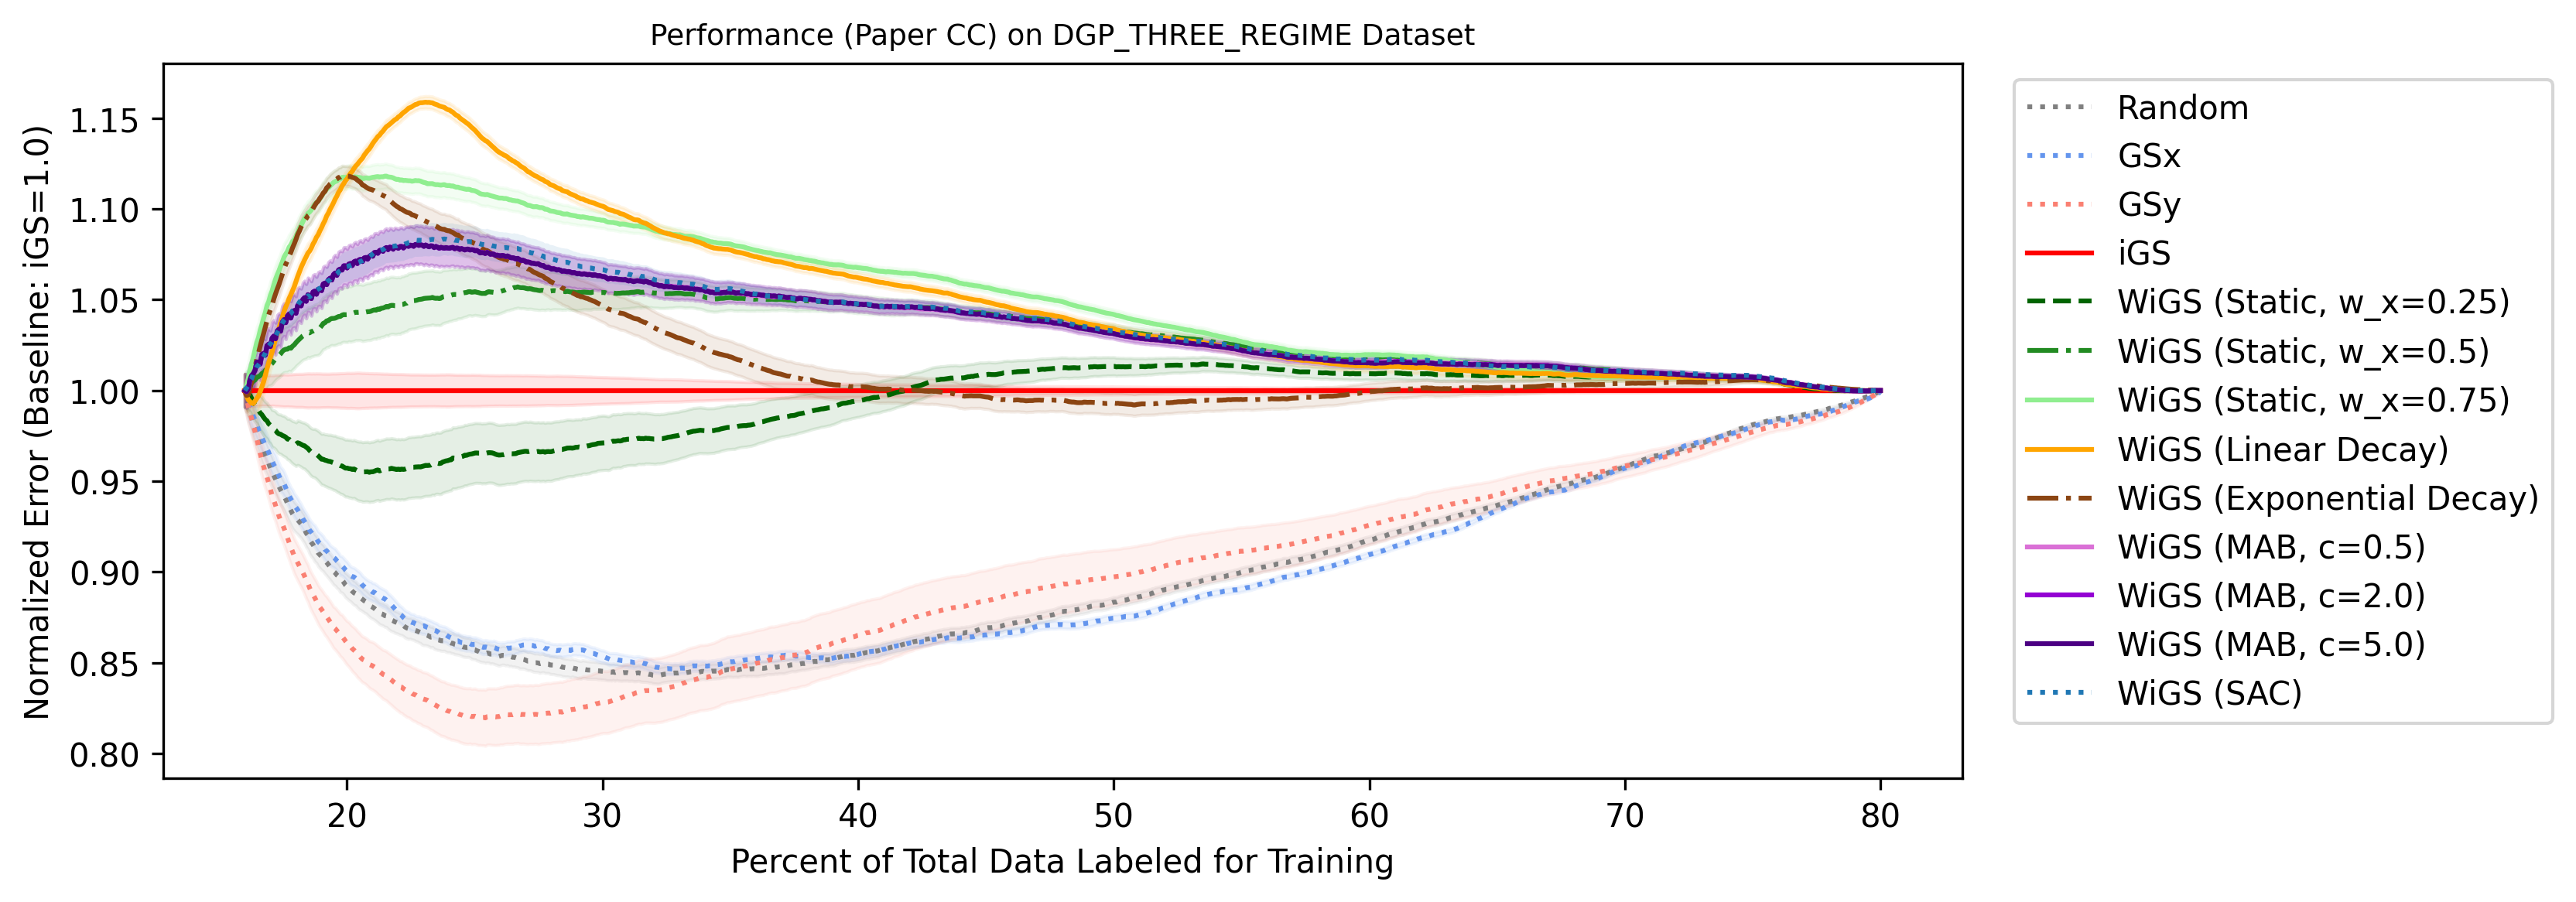 Performance (Paper CC) on DGP_THREE_REGIME Dataset
Normalized Error (Baseline: iGS=1.0)
1.15
1.10
1.05
1.00
0.95
0.90
0.85
0.80
20 30 40 50 60 70 80
Percent of Total Data Labeled for Training
Random
GSx
GSy
iGS
WiGS (Static, w_x=0.25)
WiGS (Static, w_x=0.5)
WiGS (Static, w_x=0.75)
WiGS (Linear Decay)
WiGS (Exponential Decay)
WiGS (MAB, c=0.5)
WiGS (MAB, c=2.0)
WiGS (MAB, c=5.0)
WiGS (SAC)